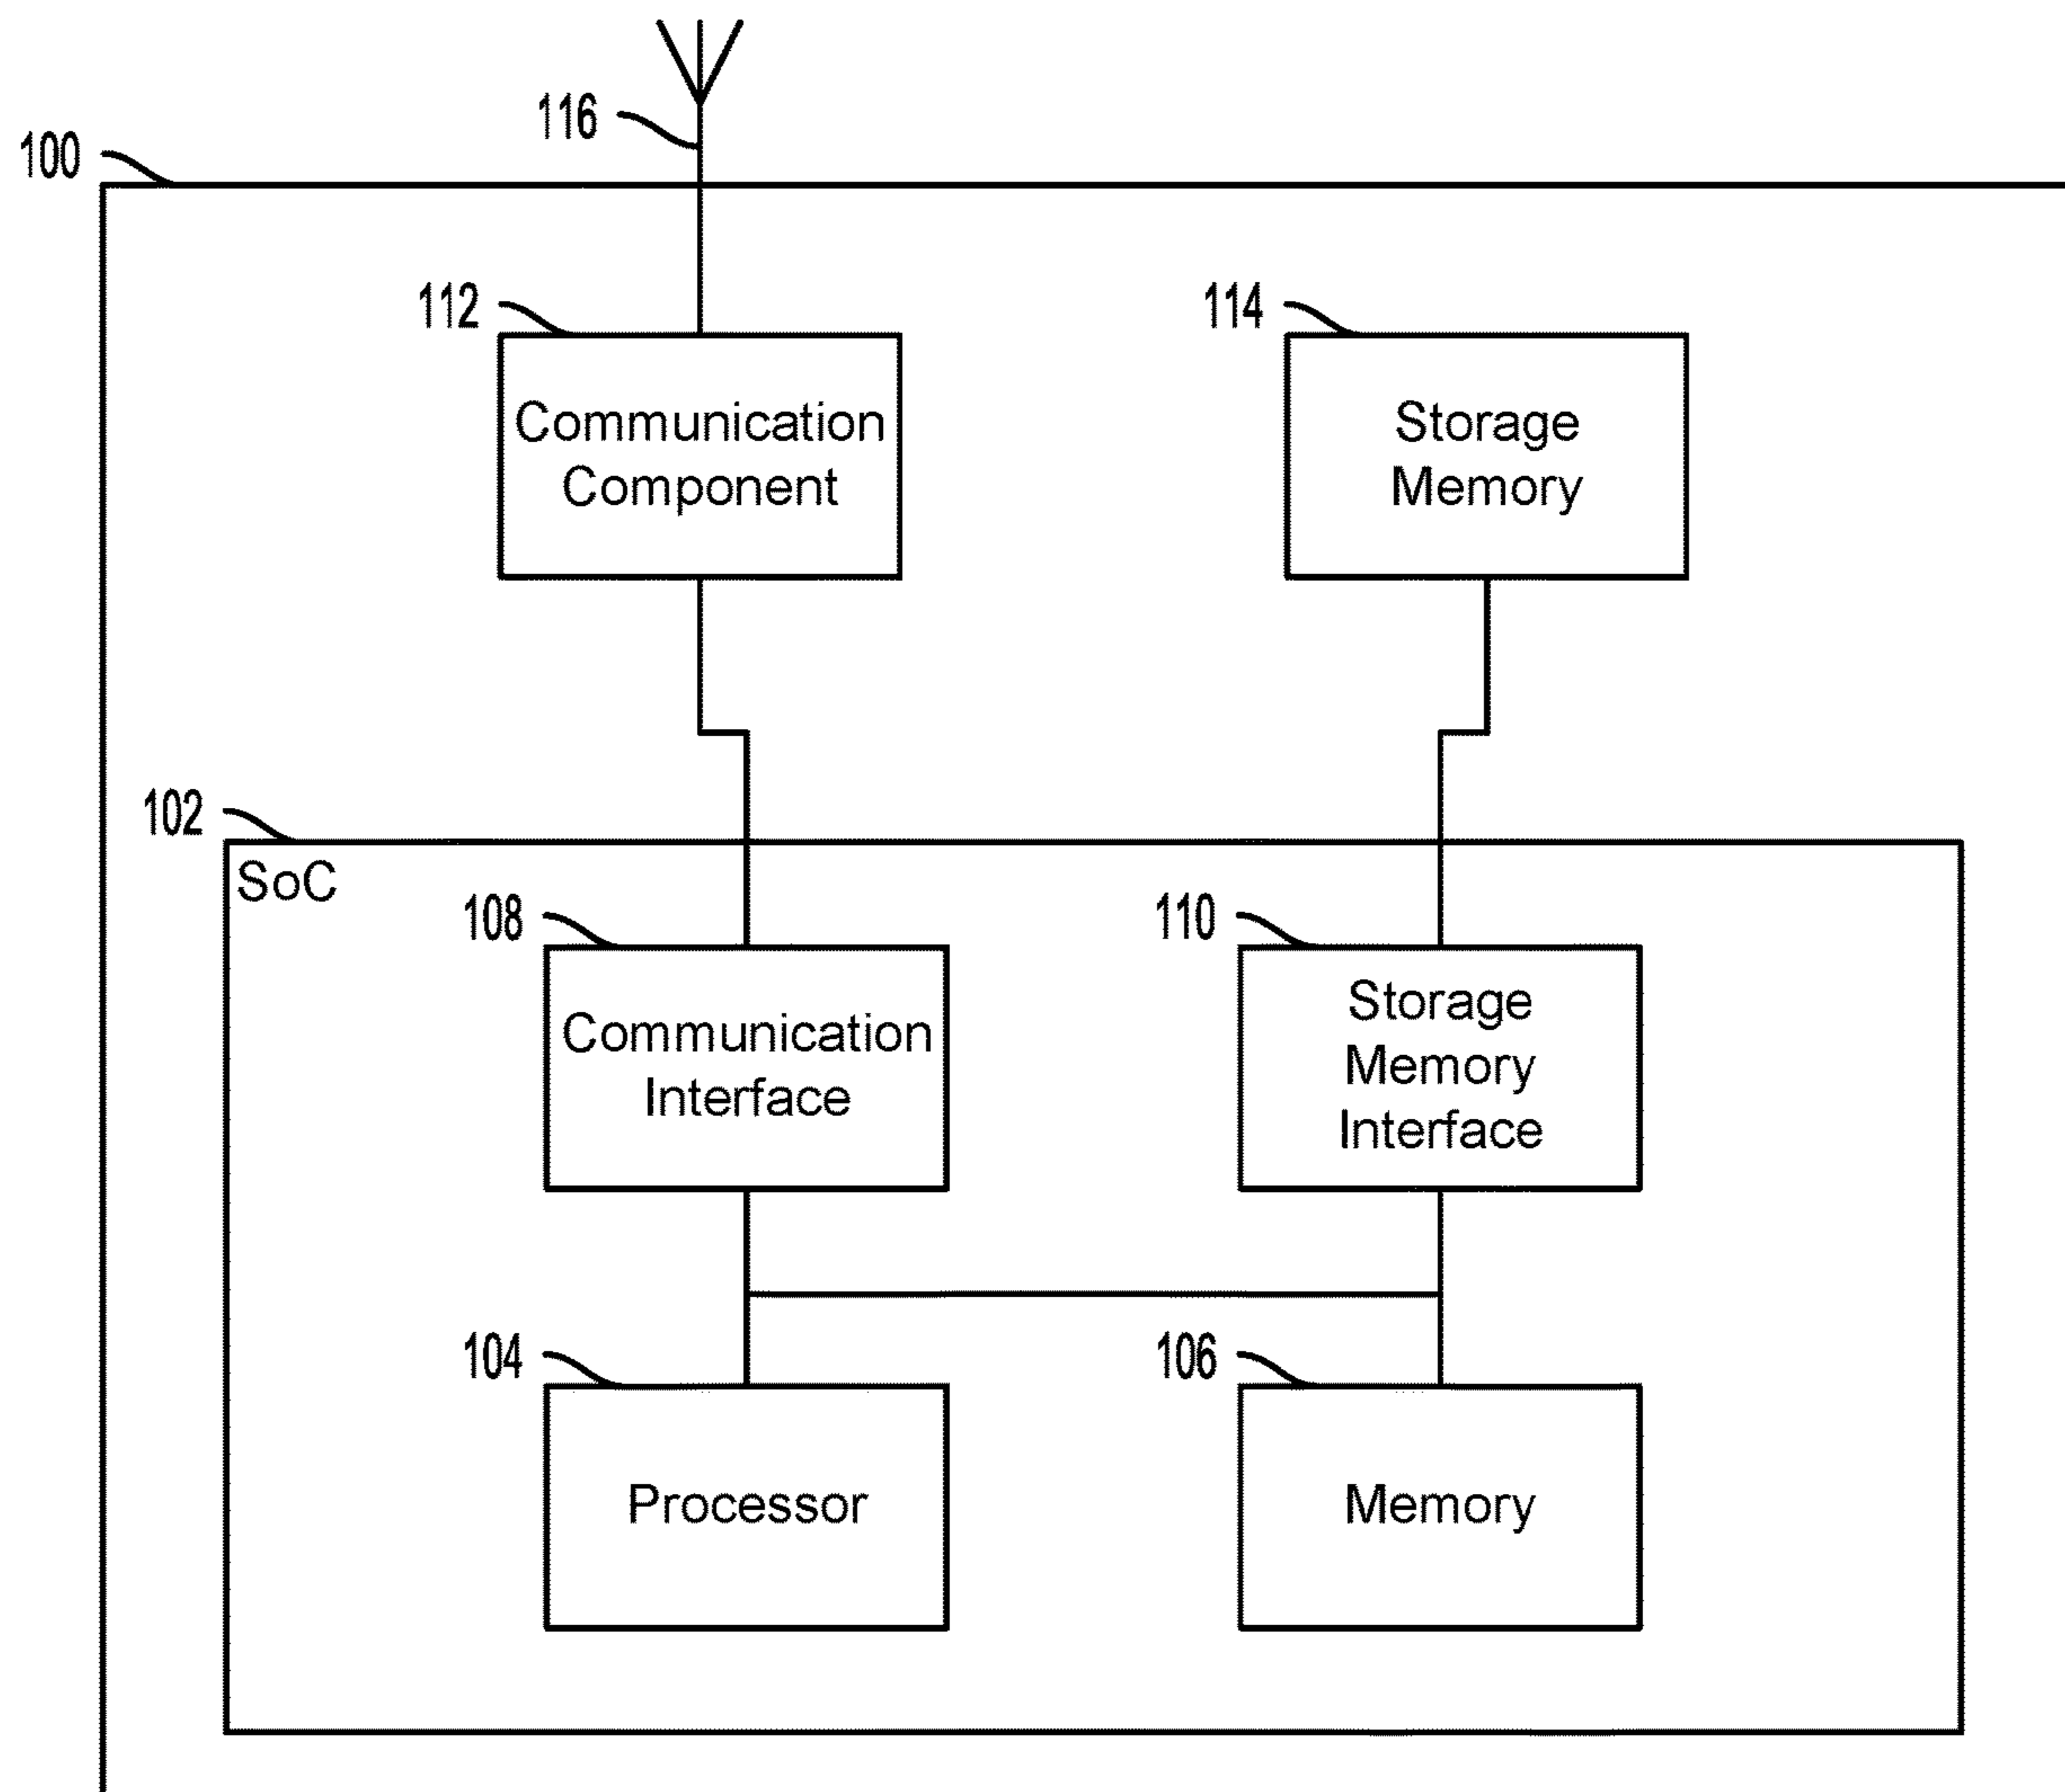 116
100
112
Communication
Component
114
Storage
Memory
102
SoC
108
Communication
Interface
110
Storage
Memory
Interface
104
Processor
106
Memory